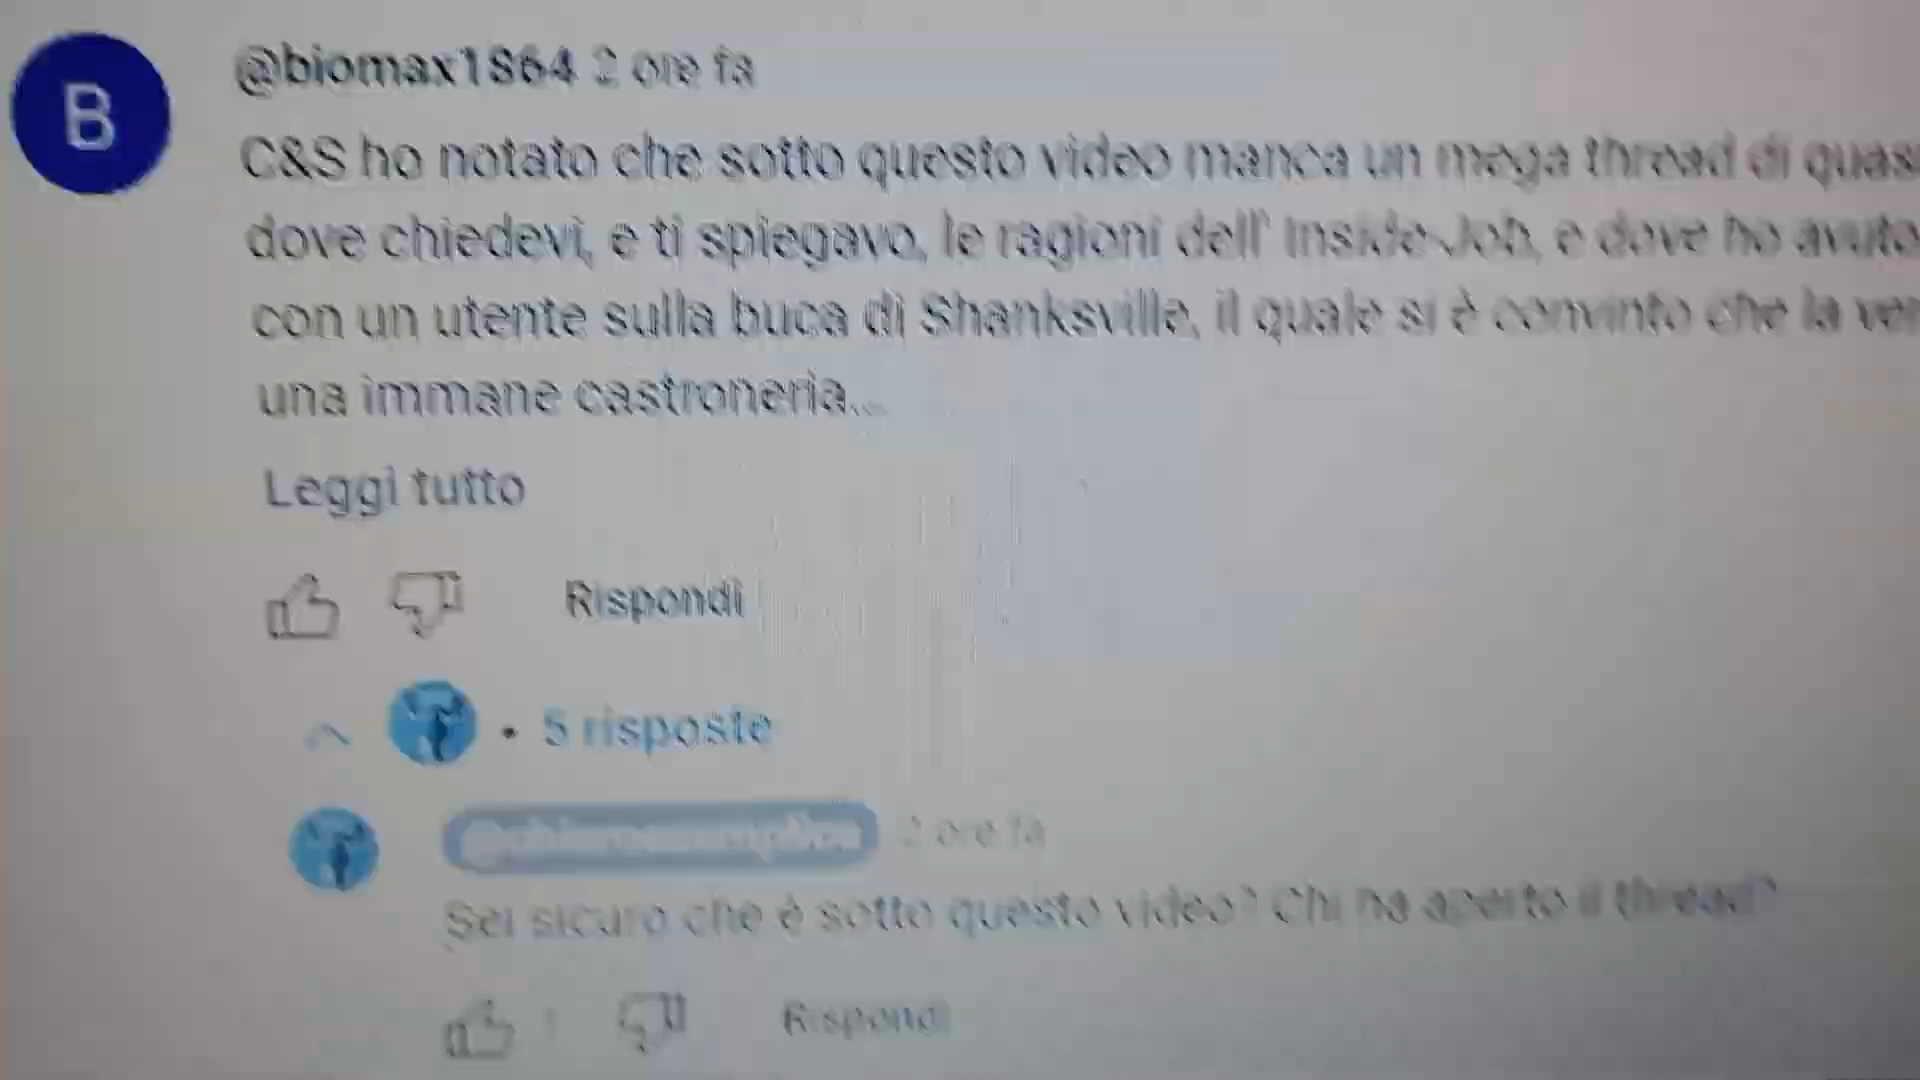 B
@biomax1864 2 ore fa
C&S ho notato che sotto questo video manca un mega thread di quasi
dove chiedevi, e ti spiegavo, le ragioni dell' Inside-Job, e dove ho avuto
con un utente sulla buca di Shanksville, il quale si è convinto che la ver
una immane castroneria...
Leggi tutto
Rispondi
• 5 risposte
2 ore fa
Sei sicuro che è sotto questo video? Chi ha aperto il thread?
Rispondi